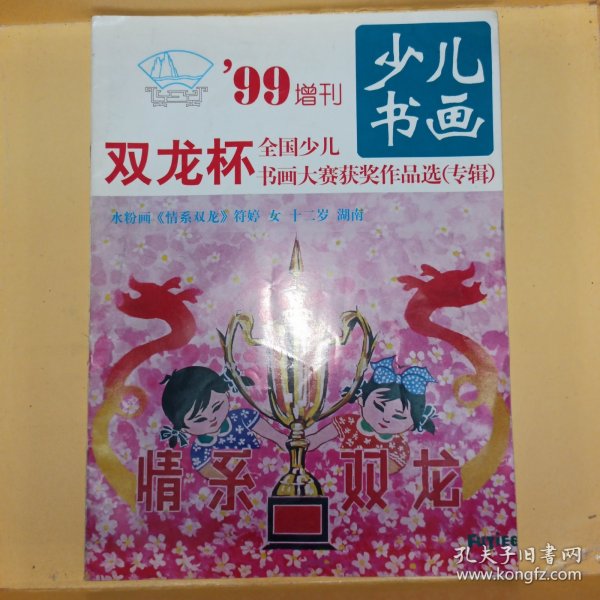 '99增刊
少儿
书画
双龙杯
全国少儿
书画大赛获奖作品选(专辑)
水粉画《情系双龙》符婷 女 十二岁 湖南
情系双龙
孔夫子旧书网
www.kongfz.com